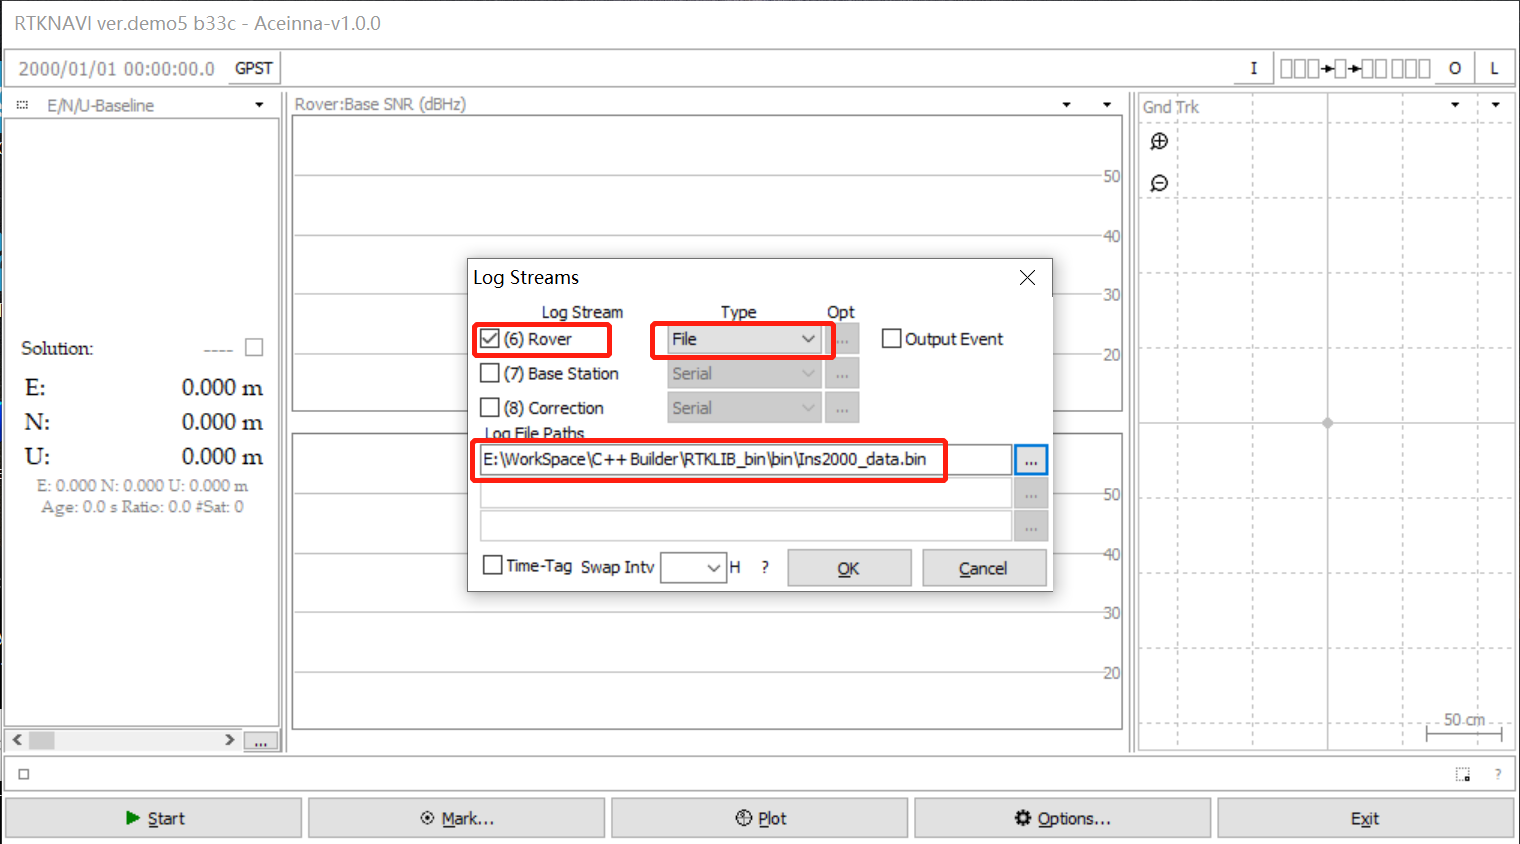 RTKNAVI ver.demo5 b33c - Aceinna-v1.0.0
2000/01/01 00:00:00.0 GPST I O L
E/N/U-Baseline
Rover:Base SNR (dBHz)
Gnd Trk
50
40
30
20
Solution: ----
E: 0.000 m
N: 0.000 m
U: 0.000 m
E: 0.000 N: 0.000 U: 0.000 m
Age: 0.0 s Ratio: 0.0 #Sat: 0
...
Log Streams
Log Stream Type Opt
(6) Rover File ... Output Event
(7) Base Station Serial ...
(8) Correction Serial ...
Log File Paths
E:\WorkSpace\C++ Builder\RTKLIB_bin\bin\Ins2000_data.bin ...
...
...
Time-Tag Swap Intv H ? OK Cancel
50
40
30
20
50 cm
?
Start Mark... Plot Options... Exit